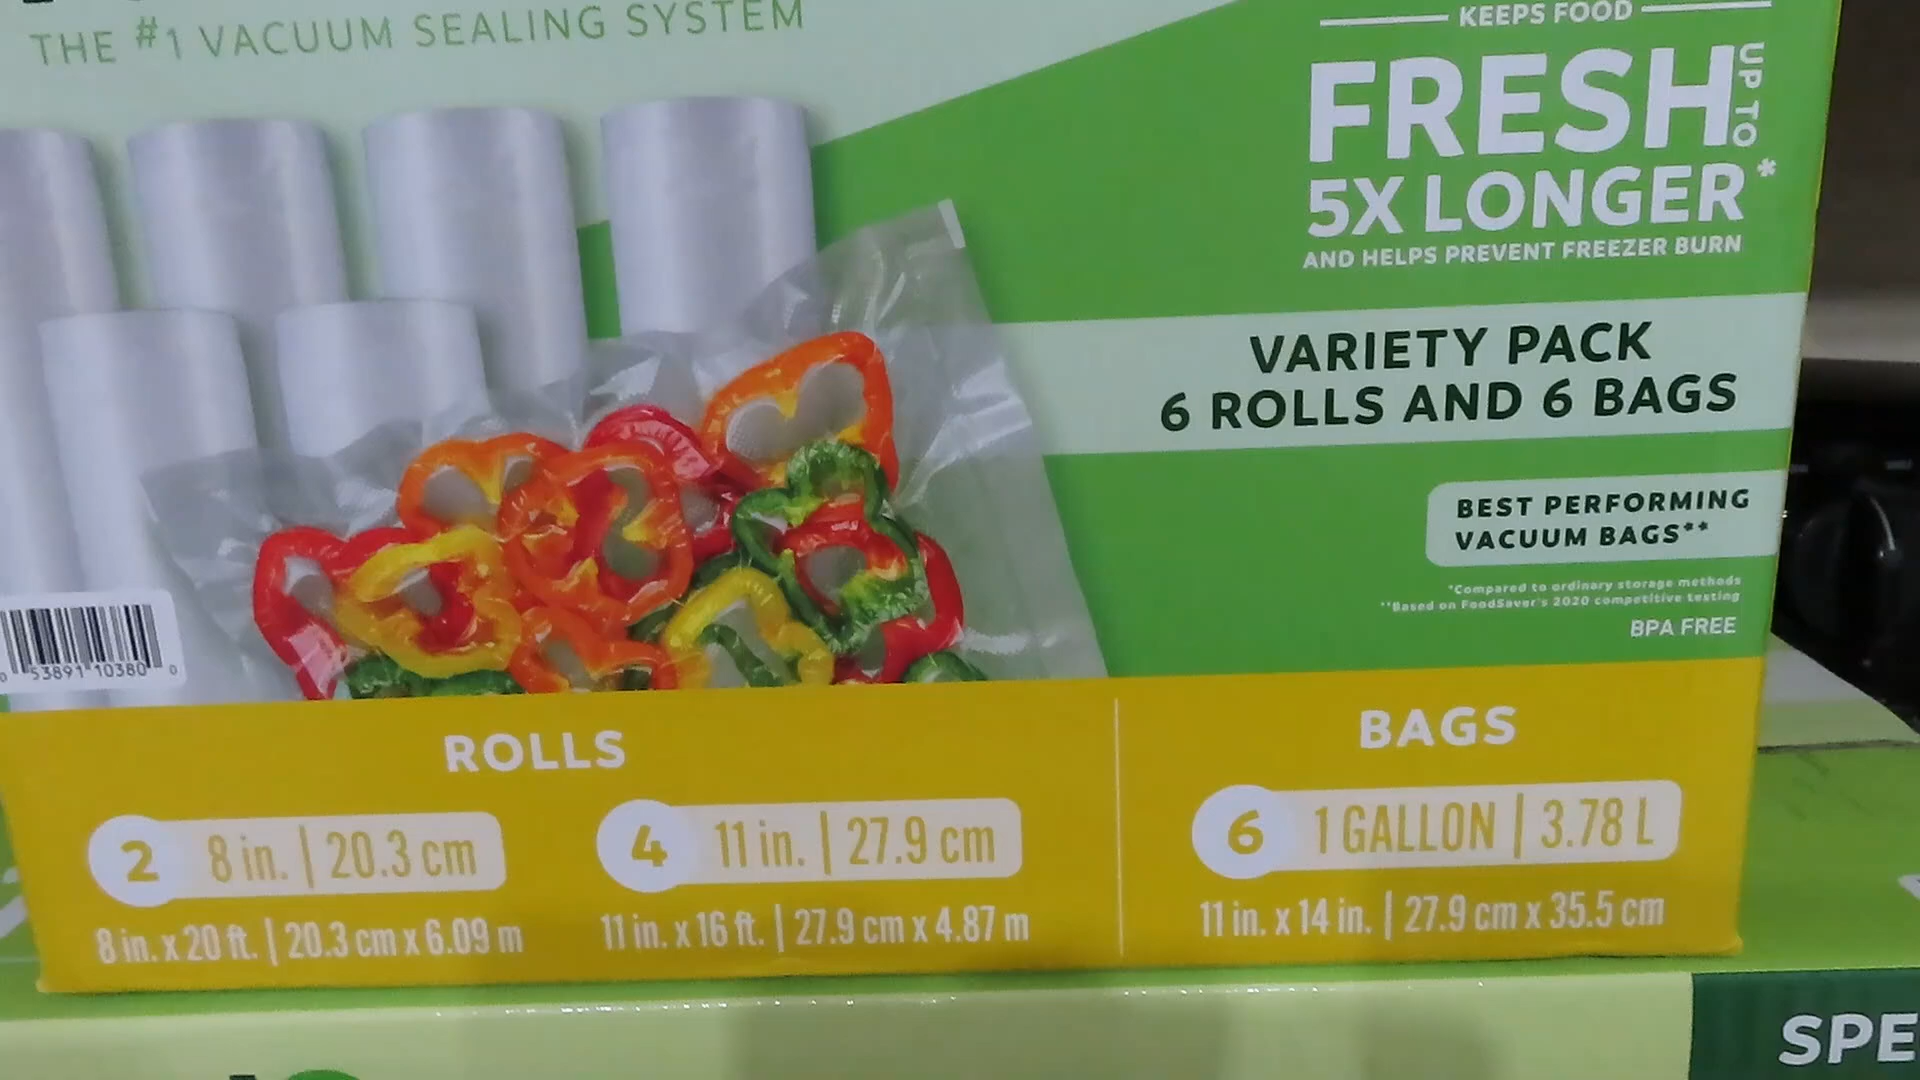 THE #1 VACUUM SEALING SYSTEM
KEEPS FOOD
FRESH UP TO
5X LONGER*
AND HELPS PREVENT FREEZER BURN
VARIETY PACK
6 ROLLS AND 6 BAGS
BEST PERFORMING
VACUUM BAGS**
*Compared to ordinary storage methods
**Based on FoodSaver's 2020 competitive testing
BPA FREE
0 53891 10380 0
ROLLS
2 8 in. | 20.3 cm
8 in. x 20 ft. | 20.3 cm x 6.09 m
4 11 in. | 27.9 cm
11 in. x 16 ft. | 27.9 cm x 4.87 m
BAGS
6 1 GALLON | 3.78 L
11 in. x 14 in. | 27.9 cm x 35.5 cm
SPE